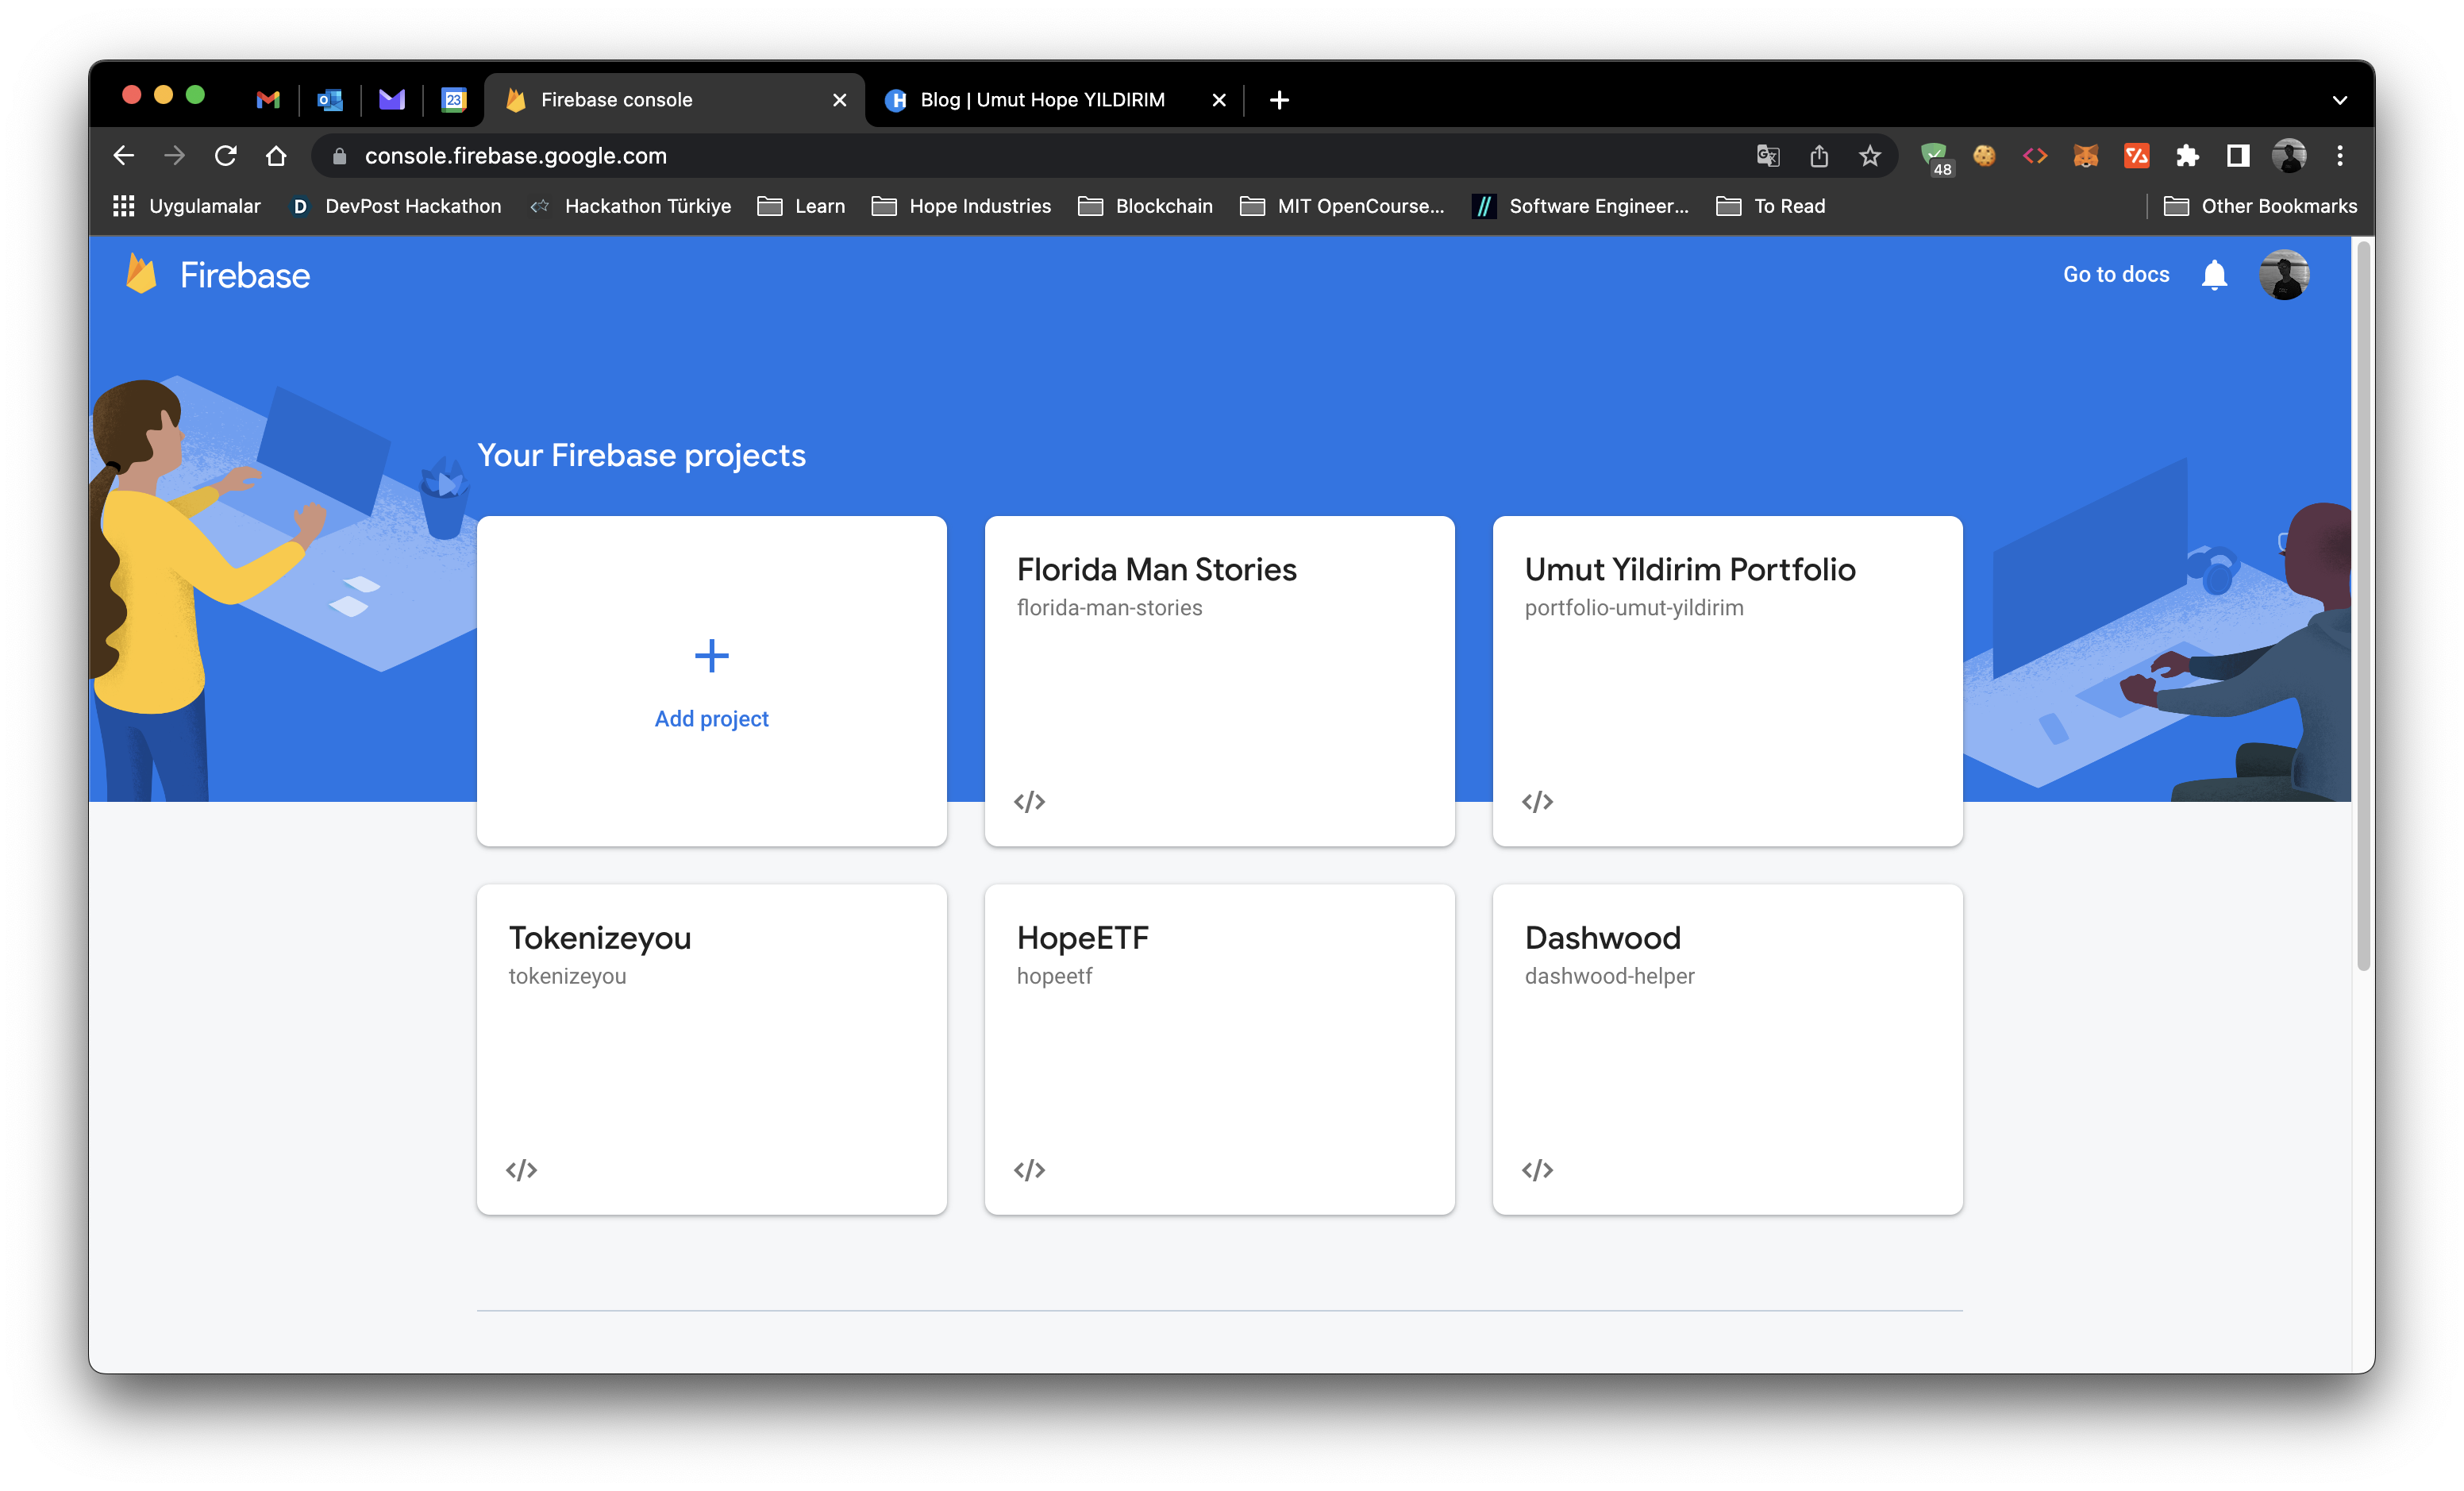 23
Firebase console
Blog | Umut Hope YILDIRIM
console.firebase.google.com
48
Uygulamalar
D
DevPost Hackathon
Hackathon Türkiye
Learn
Hope Industries
Blockchain
MIT OpenCourse...
Software Engineer...
To Read
Other Bookmarks
Firebase
Go to docs
Your Firebase projects
Add project
Florida Man Stories
florida-man-stories
</>
Umut Yildirim Portfolio
portfolio-umut-yildirim
</>
Tokenizeyou
tokenizeyou
</>
HopeETF
hopeetf
</>
Dashwood
dashwood-helper
</>